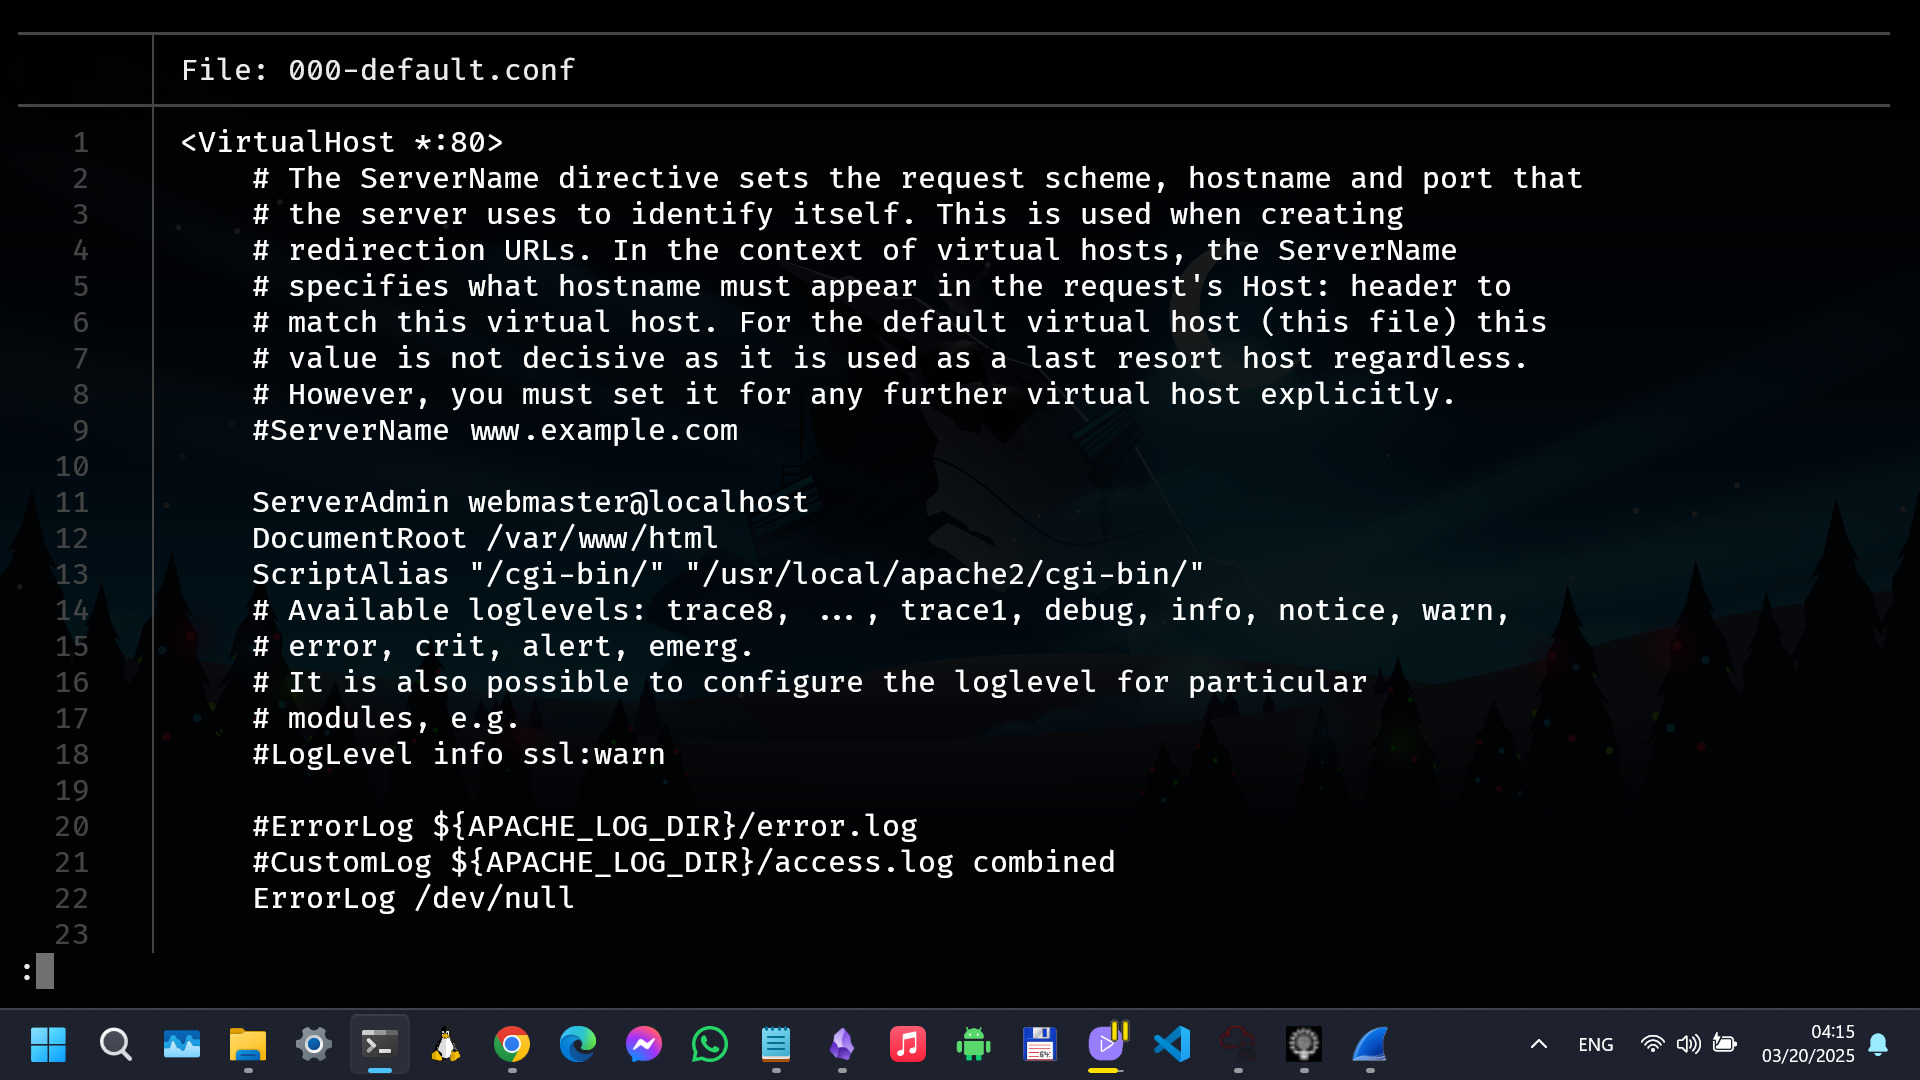 File: 000-default.conf
1 <VirtualHost *:80>
2 # The ServerName directive sets the request scheme, hostname and port that
3 # the server uses to identify itself. This is used when creating
4 # redirection URLs. In the context of virtual hosts, the ServerName
5 # specifies what hostname must appear in the request's Host: header to
6 # match this virtual host. For the default virtual host (this file) this
7 # value is not decisive as it is used as a last resort host regardless.
8 # However, you must set it for any further virtual host explicitly.
9 #ServerName www.example.com
10
11 ServerAdmin webmaster@localhost
12 DocumentRoot /var/www/html
13 ScriptAlias "/cgi-bin/" "/usr/local/apache2/cgi-bin/"
14 # Available loglevels: trace8, ..., trace1, debug, info, notice, warn,
15 # error, crit, alert, emerg.
16 # It is also possible to configure the loglevel for particular
17 # modules, e.g.
18 #LogLevel info ssl:warn
19
20 #ErrorLog ${APACHE_LOG_DIR}/error.log
21 #CustomLog ${APACHE_LOG_DIR}/access.log combined
22 ErrorLog /dev/null
23
:
ENG
04:15
03/20/2025